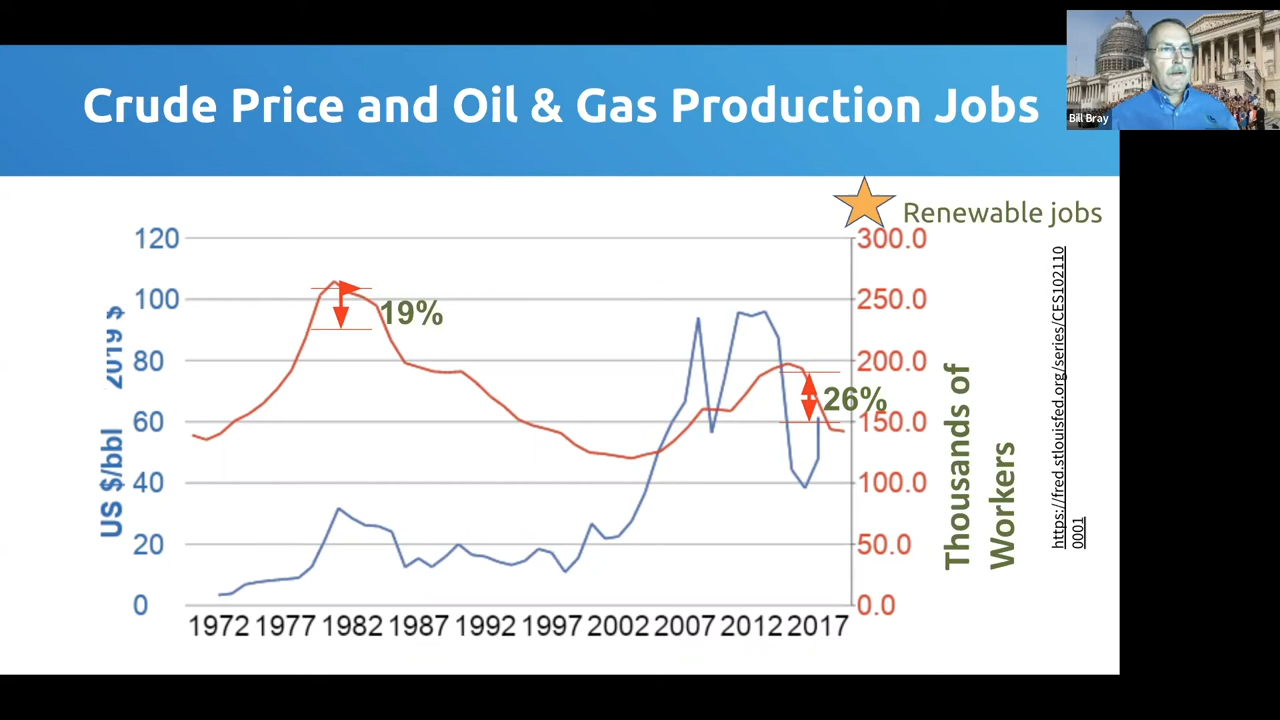 Crude Price and Oil & Gas Production Jobs
Bill Bray
Renewable jobs
120
100
80
60
40
20
0
US $/bbl 2019 $
19%
26%
300.0
250.0
200.0
150.0
100.0
50.0
0.0
Thousands of
Workers
https://fred.stlouisfed.org/series/CES102110
0001
1972 1977 1982 1987 1992 1997 2002 2007 2012 2017